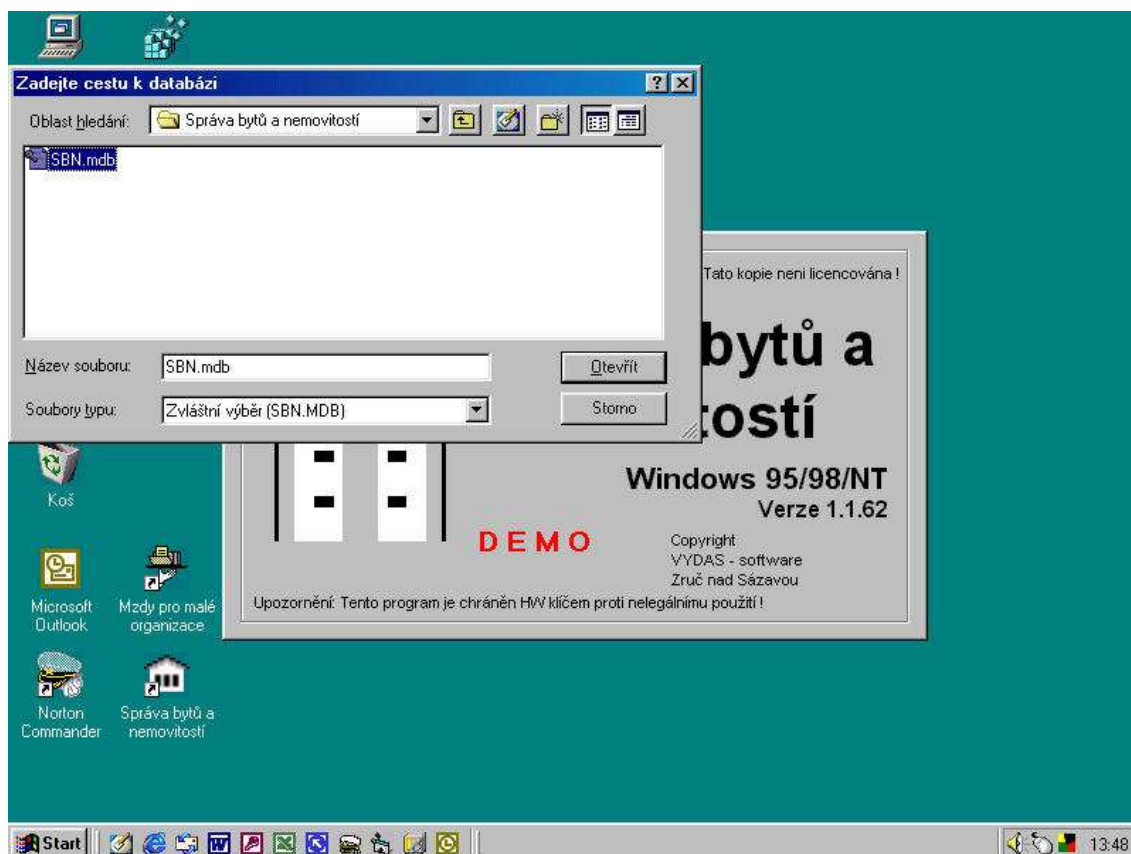 Zadejte cestu k databázi
Oblast hledání:
Správa bytů a nemovitostí
SBN.mdb
Název souboru:
SBN.mdb
Otevřít
Soubory typu:
Zvláštní výběr (SBN.MDB)
Storno
Tato kopie neni licencována !
bytů a
tostí
Windows 95/98/NT
Verze 1.1.62
DEMO
Copyright
VYDAS - software
Zruč nad Sázavou
Upozornění: Tento program je chráněn HW klíčem proti nelegálnímu použití !
Koš
Microsoft
Outlook
Mzdy pro malé
organizace
Norton
Commander
Správa bytů a
nemovitostí
Start
13:48